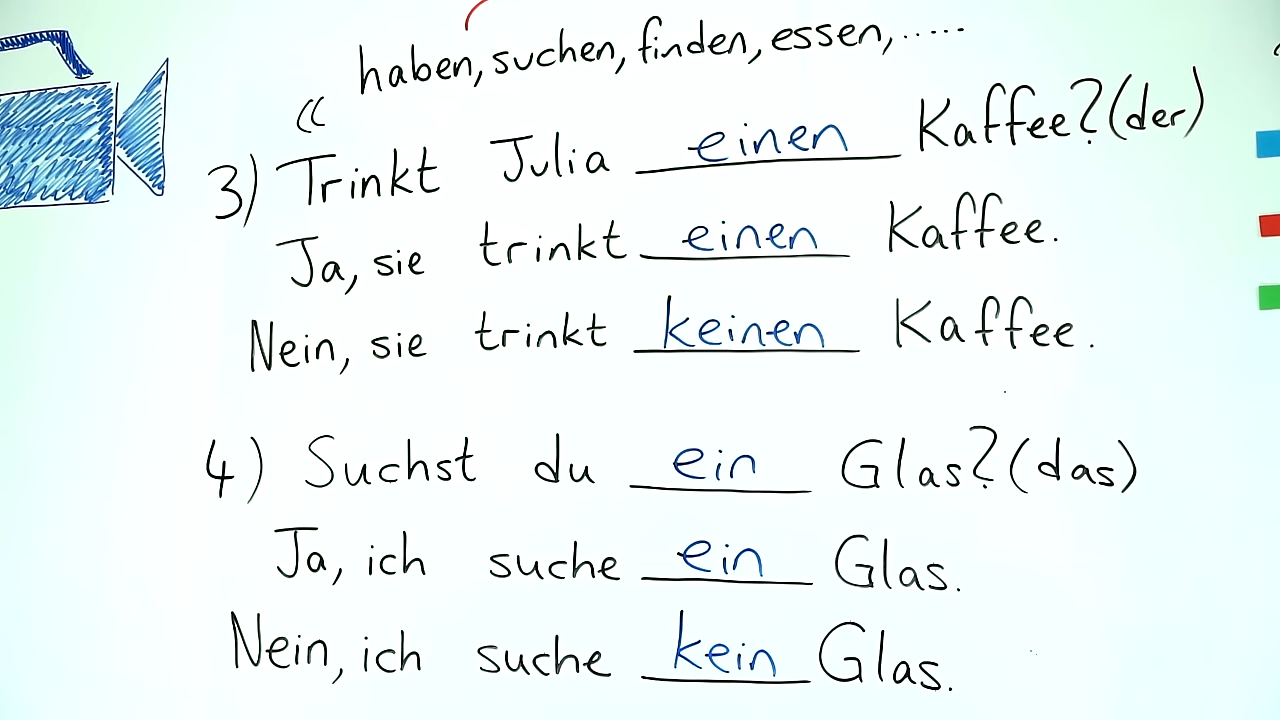 haben, suchen, finden, essen, .....
3) Trinkt Julia einen Kaffee? (der)
Ja, sie trinkt einen Kaffee.
Nein, sie trinkt keinen Kaffee.
4) Suchst du ein Glas? (das)
Ja, ich suche ein Glas.
Nein, ich suche kein Glas.